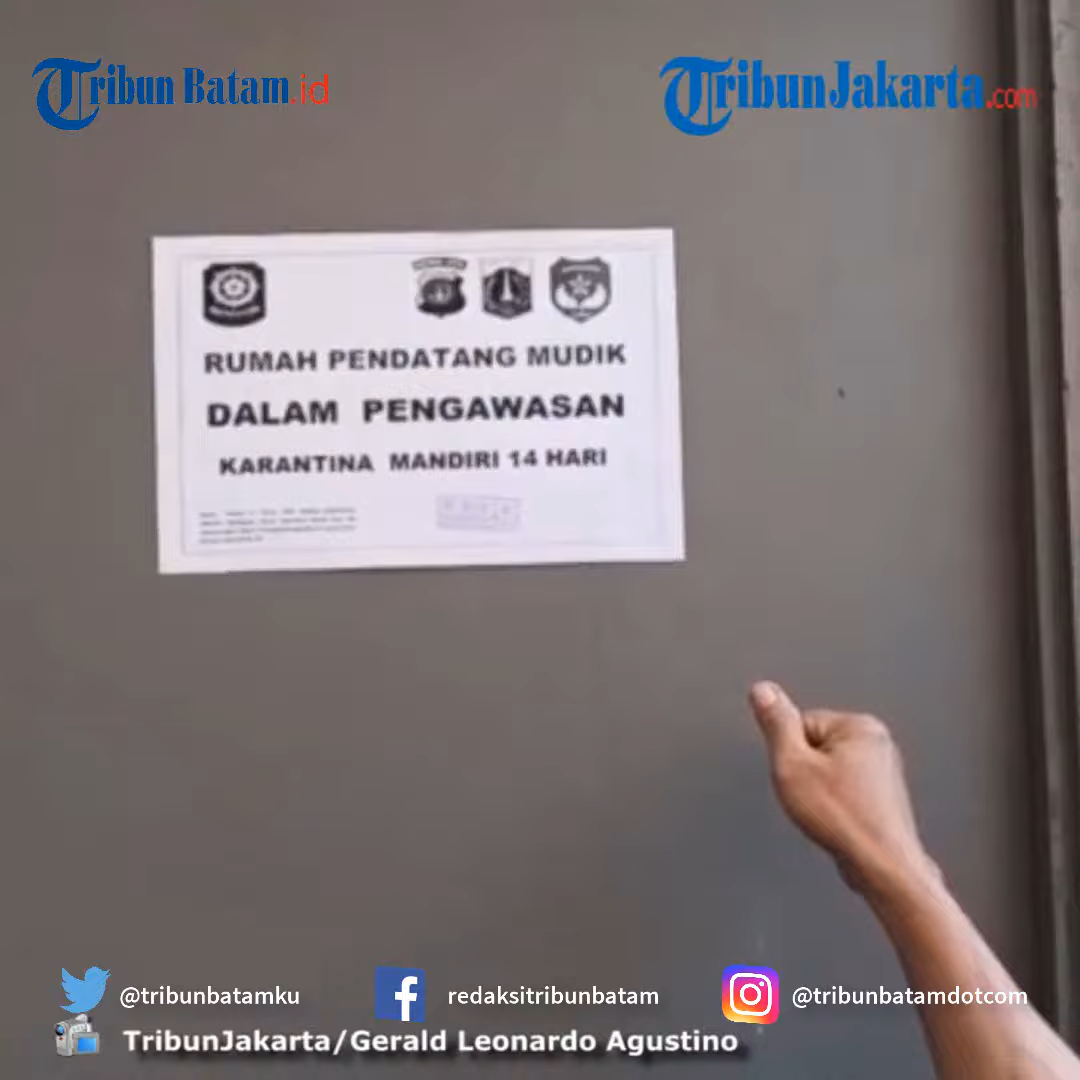 Tribun Batam.id
TribunJakarta.com
RUMAH PENDATANG MUDIK
DALAM PENGAWASAN
KARANTINA MANDIRI 14 HARI
@tribunbatamku
redaksitribunbatam
@tribunbatamdotcom
TribunJakarta/Gerald Leonardo Agustino